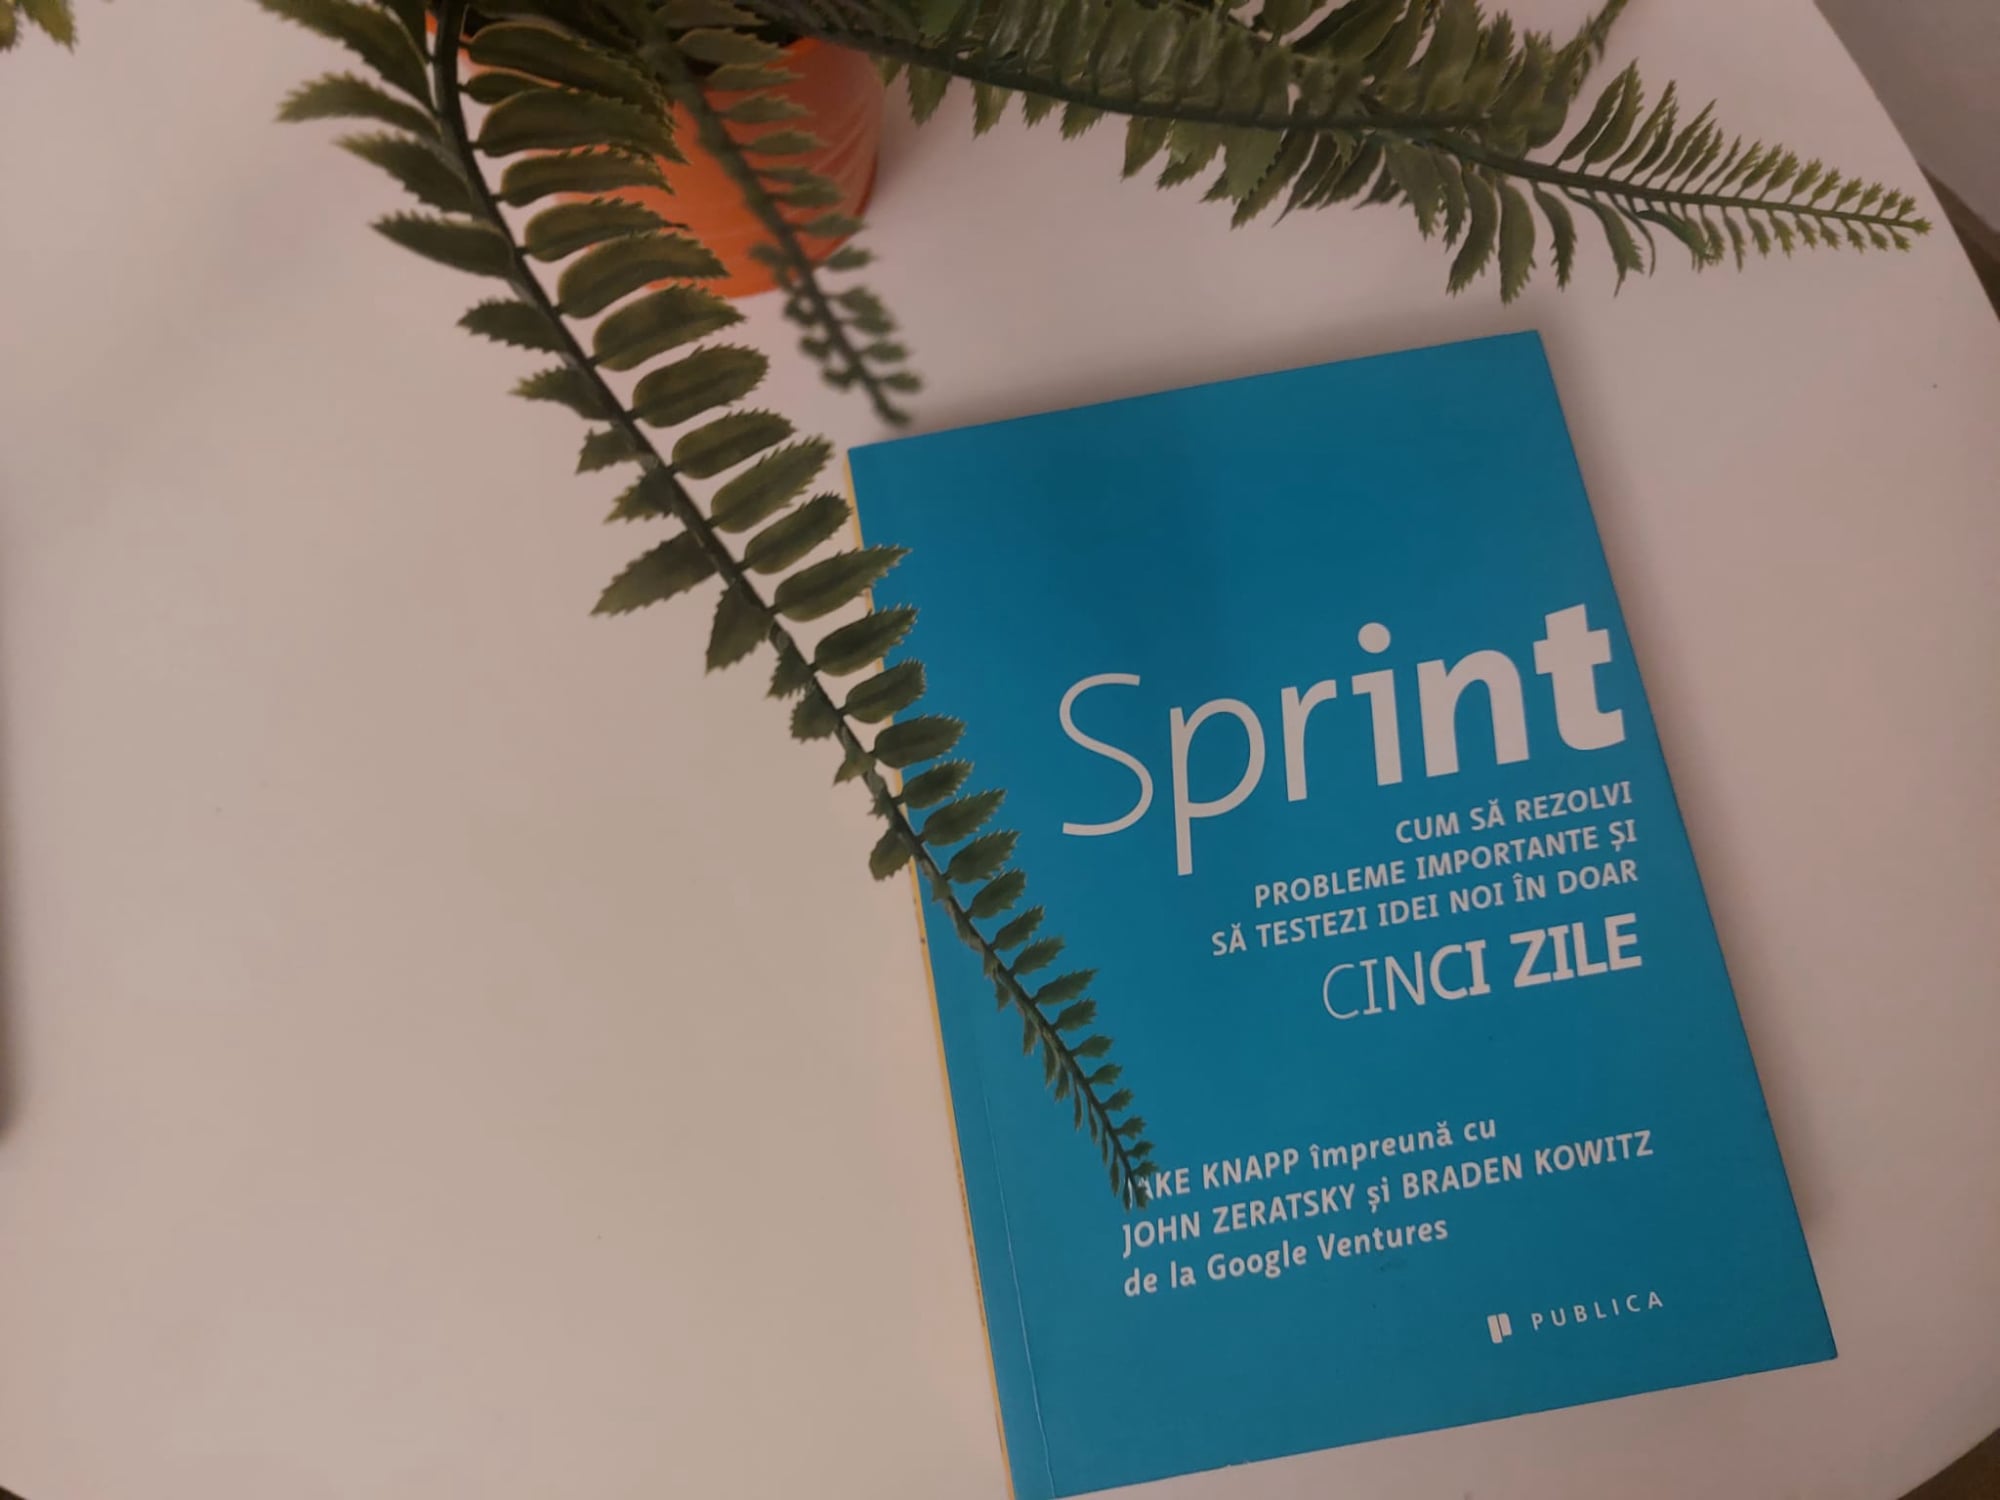 Sprint
CUM SĂ REZOLVI
PROBLEME IMPORTANTE ȘI
SĂ TESTEZI IDEI NOI ÎN DOAR
CINCI ZILE
JAKE KNAPP împreună cu
JOHN ZERATSKY și BRADEN KOWITZ
de la Google Ventures
PUBLICA